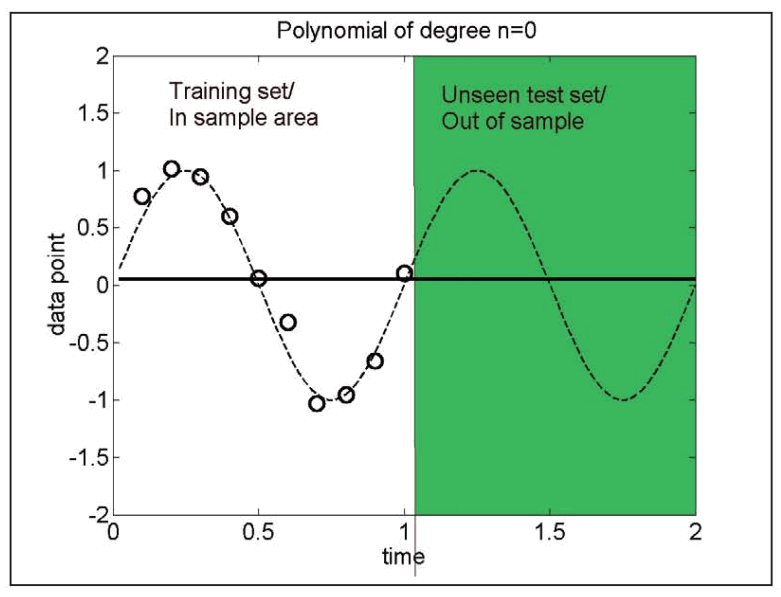 Polynomial of degree n=0
Training set/
In sample area
Unseen test set/
Out of sample
data point
2
1.5
1
0.5
0
-0.5
-1
-1.5
-2
0
0.5
1
1.5
2
time